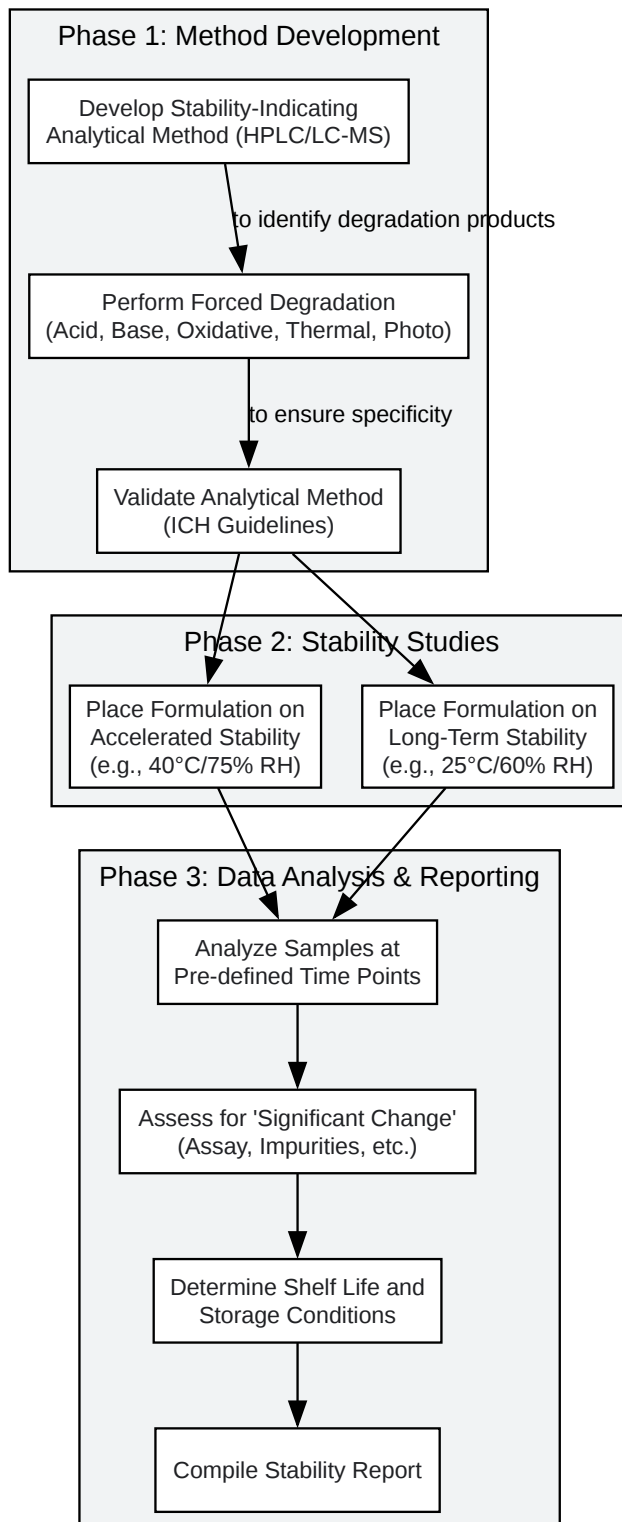 Phase 1: Method Development
Develop Stability-Indicating
Analytical Method (HPLC/LC-MS)
to identify degradation products
Perform Forced Degradation
(Acid, Base, Oxidative, Thermal, Photo)
to ensure specificity
Validate Analytical Method
(ICH Guidelines)
Phase 2: Stability Studies
Place Formulation on
Accelerated Stability
(e.g., 40°C/75% RH)
Place Formulation on
Long-Term Stability
(e.g., 25°C/60% RH)
Phase 3: Data Analysis & Reporting
Analyze Samples at
Pre-defined Time Points
Assess for 'Significant Change'
(Assay, Impurities, etc.)
Determine Shelf Life and
Storage Conditions
Compile Stability Report